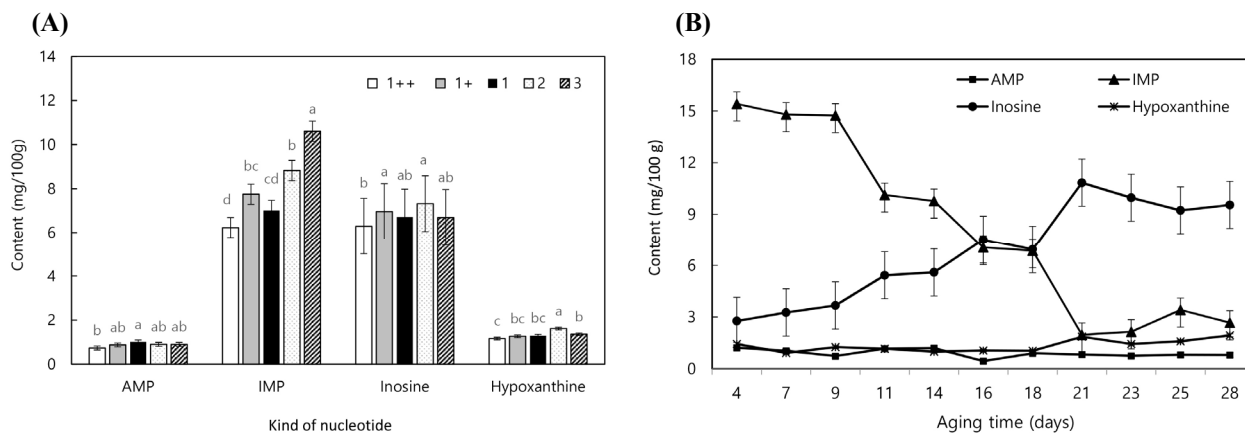 (A)
14
12
10
8
6
4
2
0
Content (mg/100g)
1++ 1+ 1 2 3
b ab a ab ab
d bc cd b a
b a ab a ab
c bc bc a b
AMP IMP Inosine Hypoxanthine
Kind of nucleotide
(B)
18
15
12
9
6
3
0
Content (mg/100 g)
AMP IMP
Inosine Hypoxanthine
4 7 9 11 14 16 18 21 23 25 28
Aging time (days)